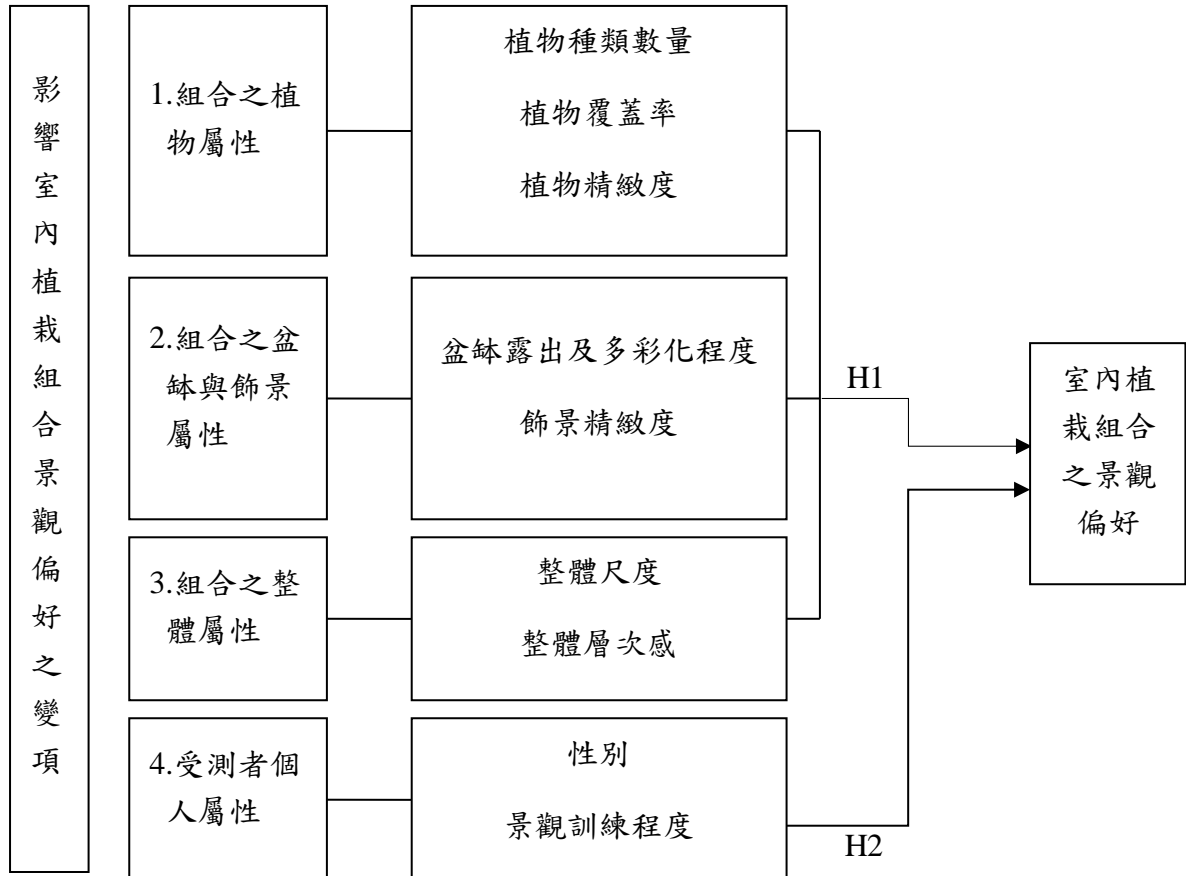 影響室內植栽組合景觀偏好之變項
1.組合之植
物屬性
植物種類數量
植物覆蓋率
植物精緻度
2.組合之盆
缽與飾景
屬性
盆缽露出及多彩化程度
飾景精緻度
3.組合之整
體屬性
整體尺度
整體層次感
4.受測者個
人屬性
性別
景觀訓練程度
H1
H2
室內植
栽組合
之景觀
偏好